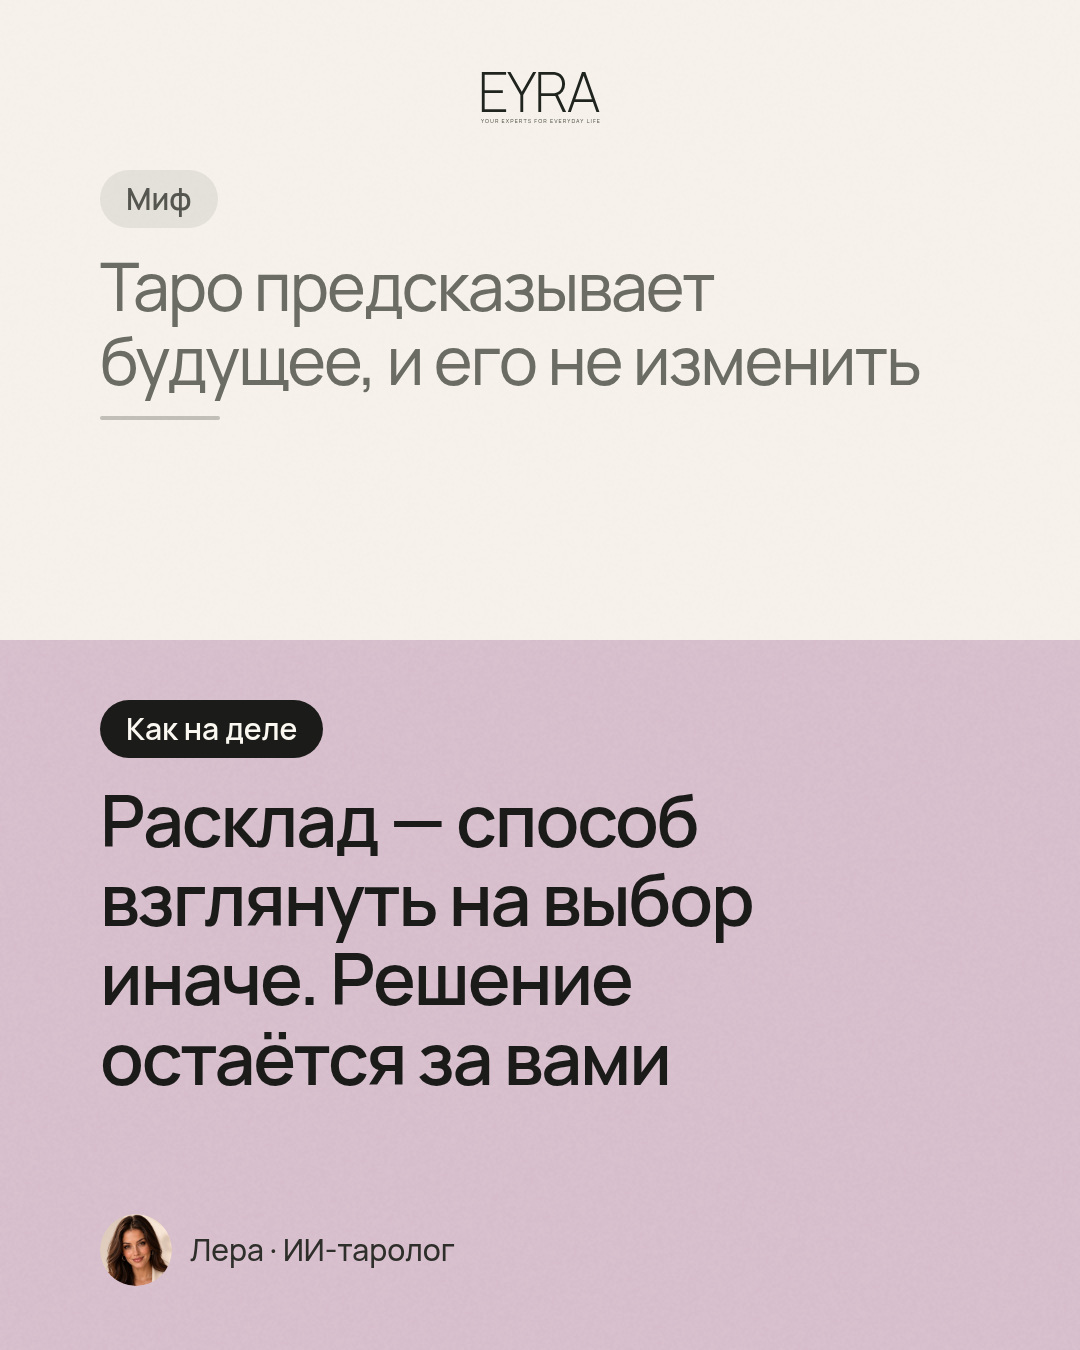 EYRA
YOUR EXPERTS FOR EVERYDAY LIFE
Миф
Таро предсказывает
будущее, и его не изменить
Как на деле
Расклад — способ
взглянуть на выбор
иначе. Решение
остаётся за вами
Лера · ИИ-таролог